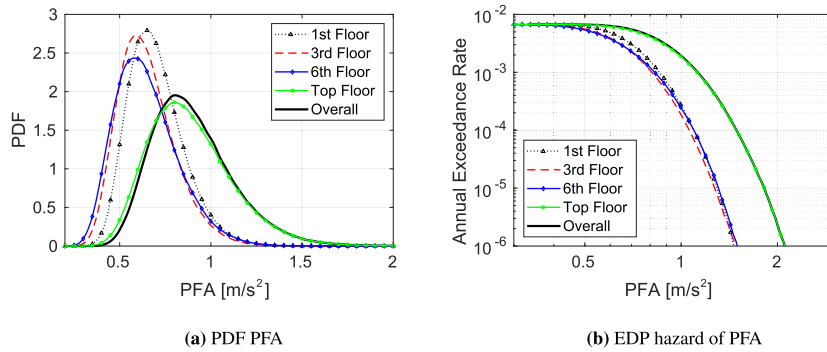 3
2.5
2
1.5
1
0.5
0
PDF
0.5
1
1.5
2
PFA [m/s²]
1st Floor
3rd Floor
6th Floor
Top Floor
Overall
(a) PDF PFA
10⁻²
10⁻³
10⁻⁴
10⁻⁵
10⁻⁶
Annual Exceedance Rate
1st Floor
3rd Floor
6th Floor
Top Floor
Overall
0.5
1
2
PFA [m/s²]
(b) EDP hazard of PFA